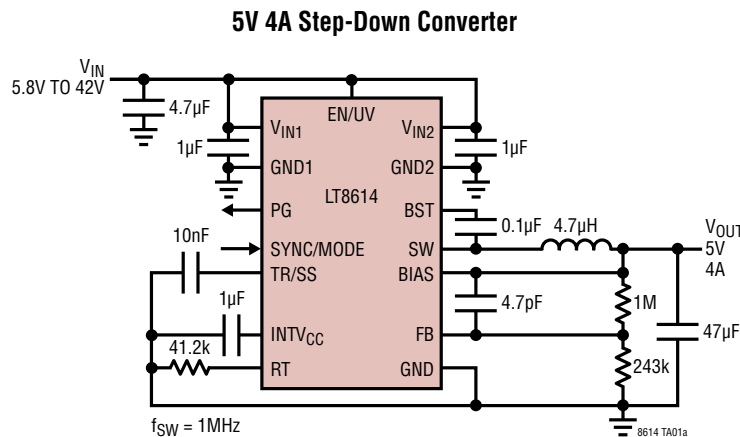 5V 4A Step-Down Converter
VIN
5.8V TO 42V
4.7µF
EN/UV
VIN1
VIN2
1µF
1µF
GND1
GND2
LT8614
PG
BST
0.1µF
4.7µH
VOUT
5V
4A
10nF
SYNC/MODE
SW
TR/SS
BIAS
1µF
4.7pF
1M
INTVCC
FB
47µF
41.2k
243k
RT
GND
fSW = 1MHz
8614 TA01a